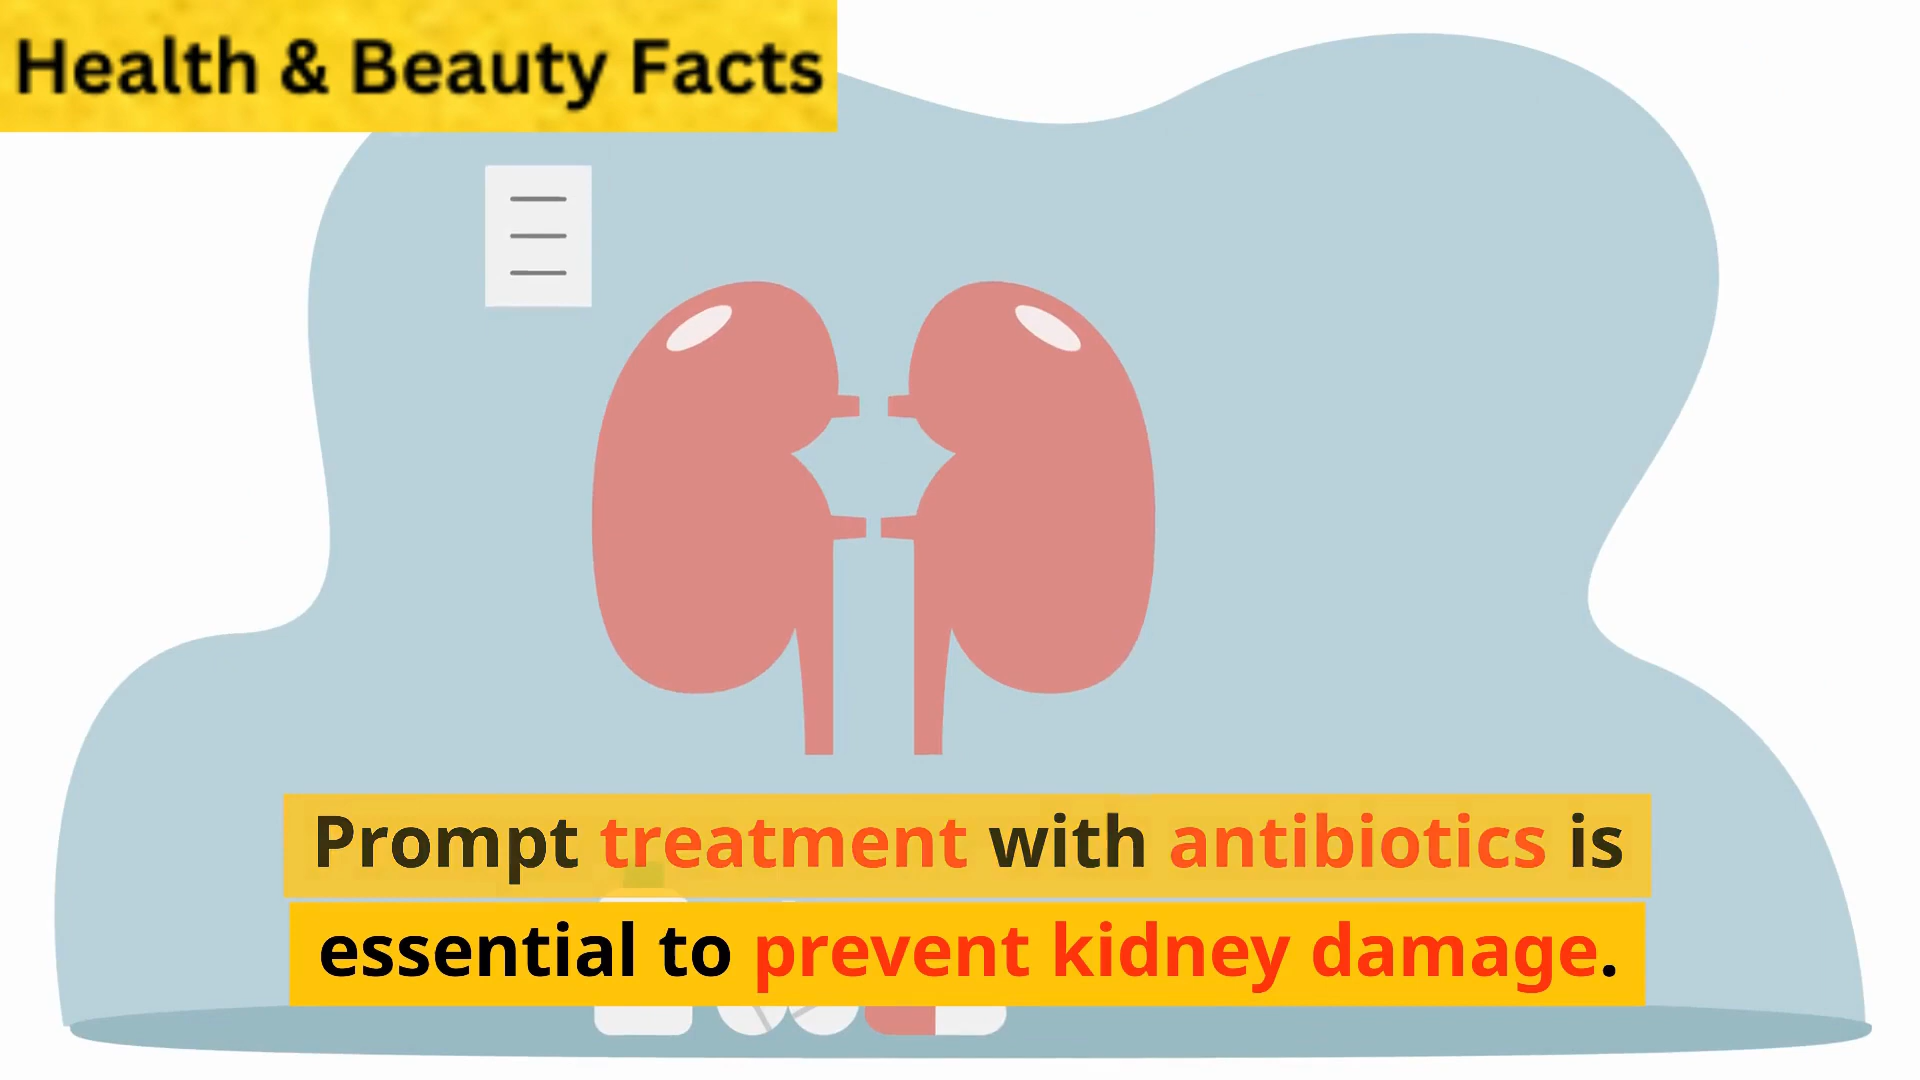 Health & Beauty Facts
Prompt treatment with antibiotics is
essential to prevent kidney damage.